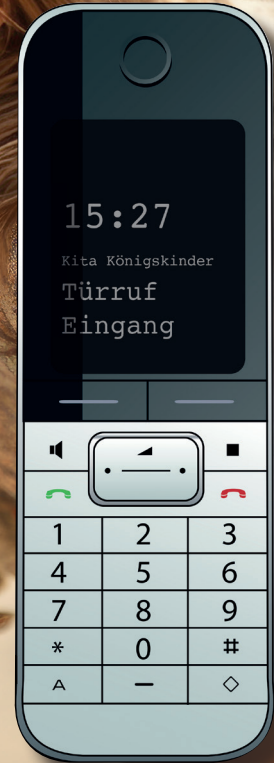 15:27
Kita Königskinder
Türruf
Eingang
1 2 3
4 5 6
7 8 9
* 0 #
A